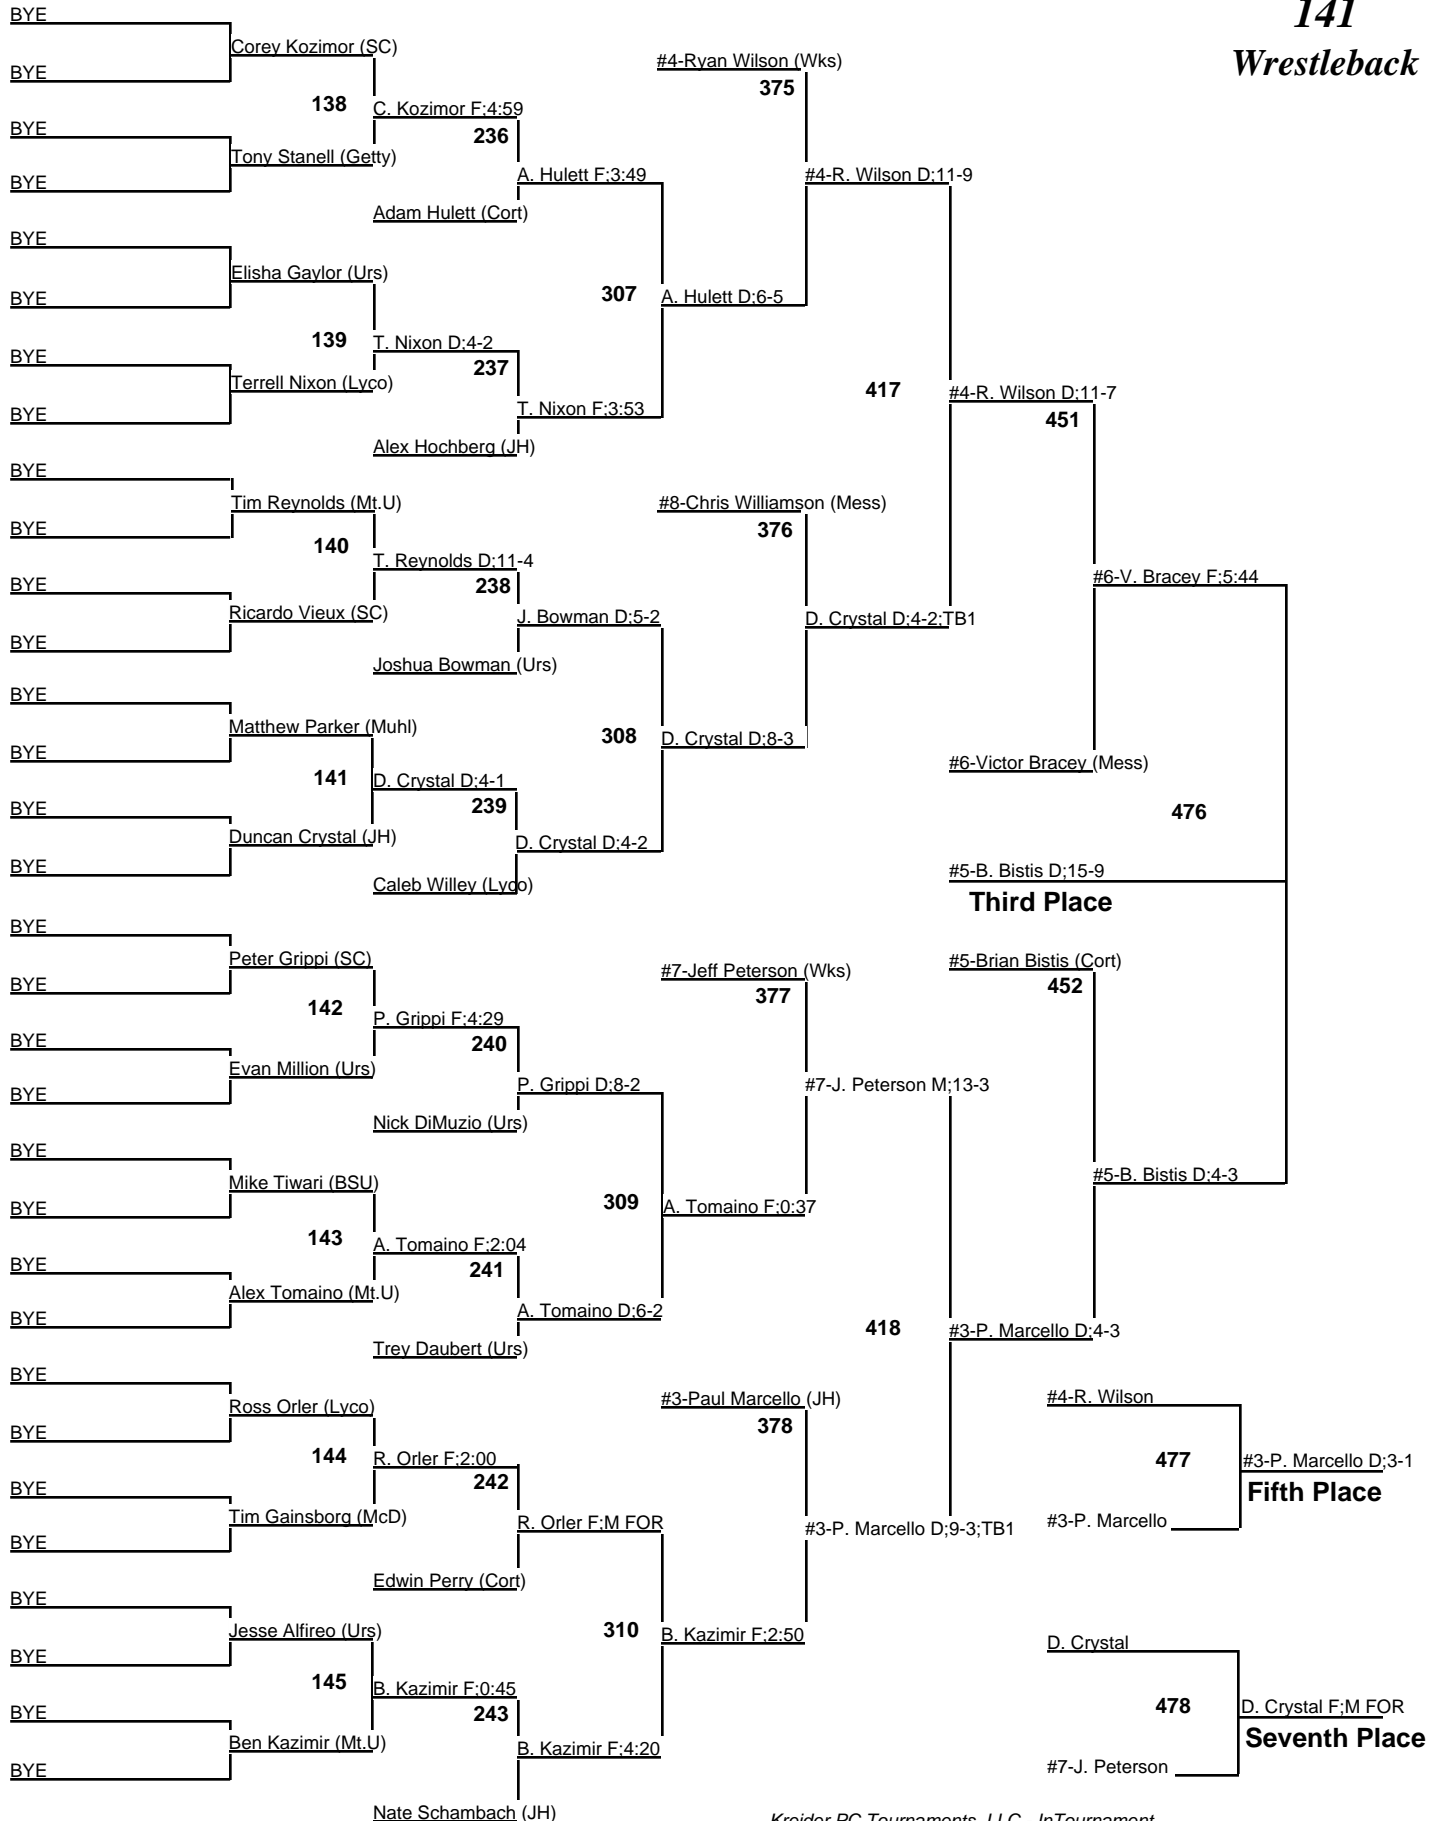 141
Wrestleback
BYE
Corey Kozimor (SC)
BYE
138
C. Kozimor F;4:59
BYE
236
Tony Stanell (Getty)
BYE
A. Hulett F;3:49
Adam Hulett (Cort)
BYE
Elisha Gaylor (Urs)
BYE
307
A. Hulett D;6-5
139
T. Nixon D;4-2
BYE
237
Terrell Nixon (Lyco)
BYE
T. Nixon F;3:53
Alex Hochberg (JH)
#4-Ryan Wilson (Wks)
375
#4-R. Wilson D;11-9
417
#4-R. Wilson D;11-7
451
BYE
Tim Reynolds (Mt.U)
BYE
140
T. Reynolds D;11-4
BYE
238
Ricardo Vieux (SC)
BYE
J. Bowman D;5-2
Joshua Bowman (Urs)
BYE
Matthew Parker (Muhl)
BYE
308
D. Crystal D;8-3
141
D. Crystal D;4-1
BYE
239
Duncan Crystal (JH)
BYE
D. Crystal D;4-2
Caleb Willey (Lyco)
#8-Chris Williamson (Mess)
376
D. Crystal D;4-2;TB1
#6-V. Bracey F;5:44
#6-Victor Bracey (Mess)
476
#5-B. Bistis D;15-9
Third Place
BYE
Peter Grippi (SC)
BYE
142
P. Grippi F;4:29
BYE
240
Evan Million (Urs)
BYE
P. Grippi D;8-2
Nick DiMuzio (Urs)
BYE
Mike Tiwari (BSU)
BYE
309
A. Tomaino F;0:37
143
A. Tomaino F;2:04
BYE
241
Alex Tomaino (Mt.U)
BYE
A. Tomaino D;6-2
Trey Daubert (Urs)
#7-Jeff Peterson (Wks)
377
#7-J. Peterson M;13-3
#5-Brian Bistis (Cort)
452
#5-B. Bistis D;4-3
418
#3-P. Marcello D;4-3
BYE
Ross Orler (Lyco)
BYE
144
R. Orler F;2:00
BYE
242
Tim Gainsborg (McD)
BYE
R. Orler F;M FOR
Edwin Perry (Cort)
BYE
Jesse Alfireo (Urs)
BYE
310
B. Kazimir F;2:50
145
B. Kazimir F;0:45
BYE
243
Ben Kazimir (Mt.U)
BYE
B. Kazimir F;4:20
Nate Schambach (JH)
#3-Paul Marcello (JH)
378
#3-P. Marcello D;9-3;TB1
#4-R. Wilson
477
#3-P. Marcello D;3-1
Fifth Place
#3-P. Marcello
D. Crystal
478
D. Crystal F;M FOR
Seventh Place
#7-J. Peterson
Kreider PC Tournaments, LLC - InTournament